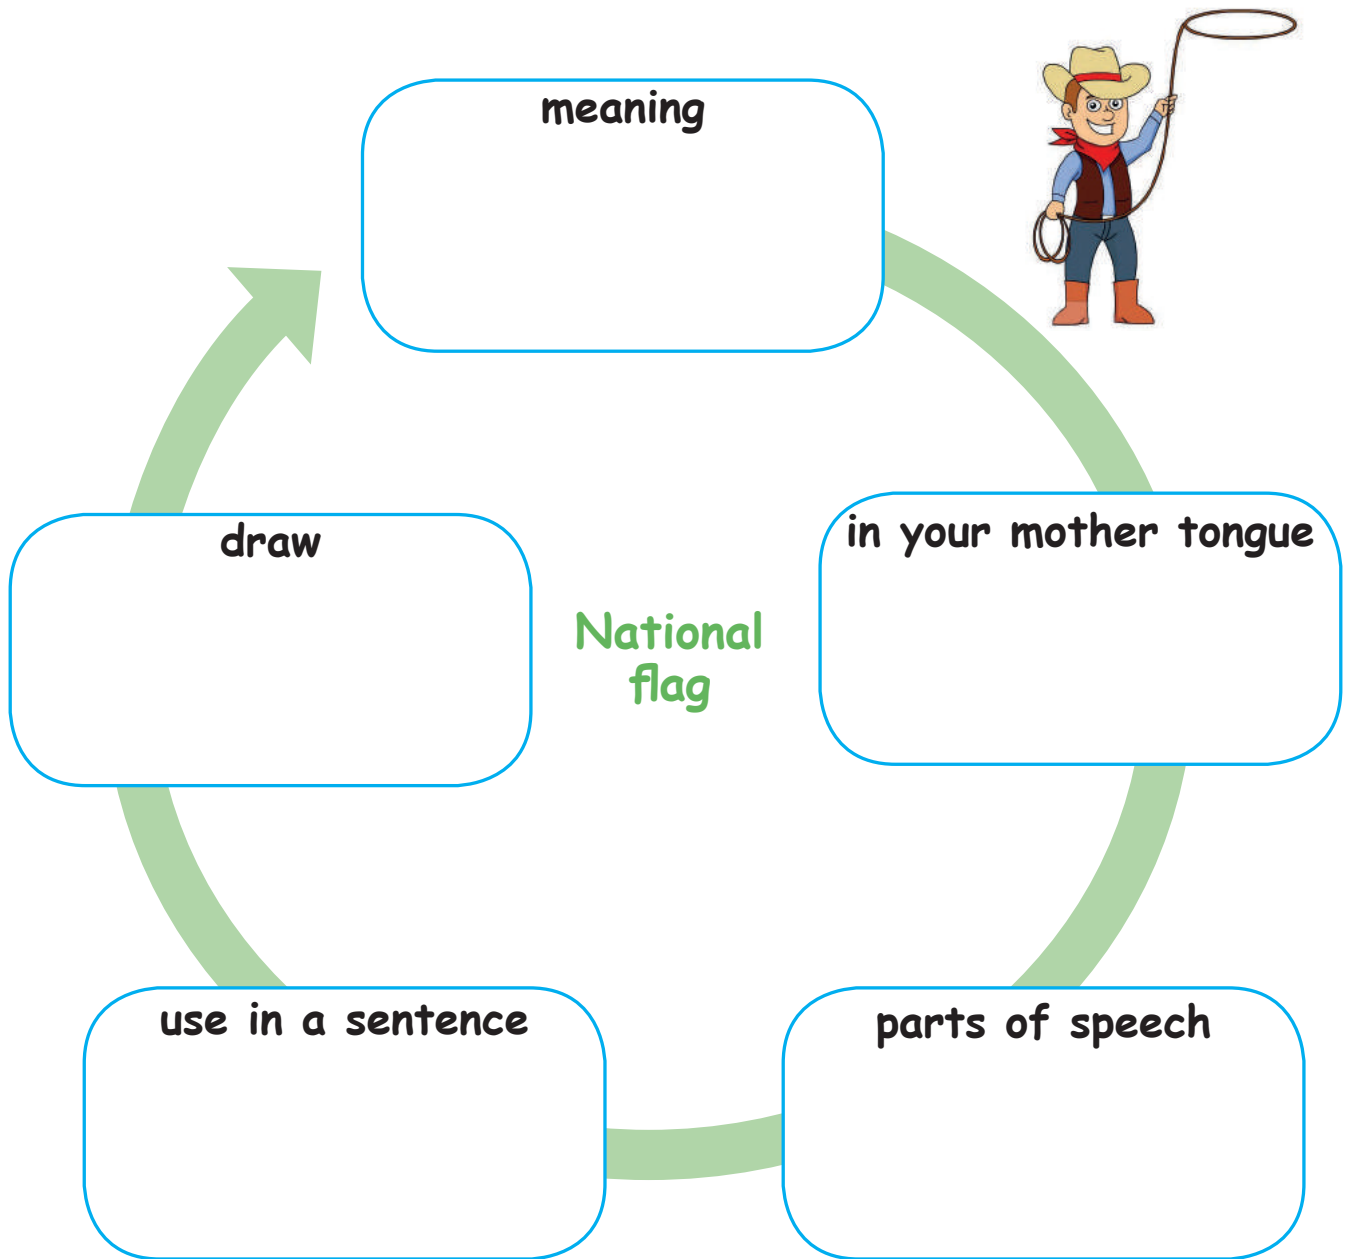 meaning
in your mother tongue
draw
National
flag
use in a sentence
parts of speech